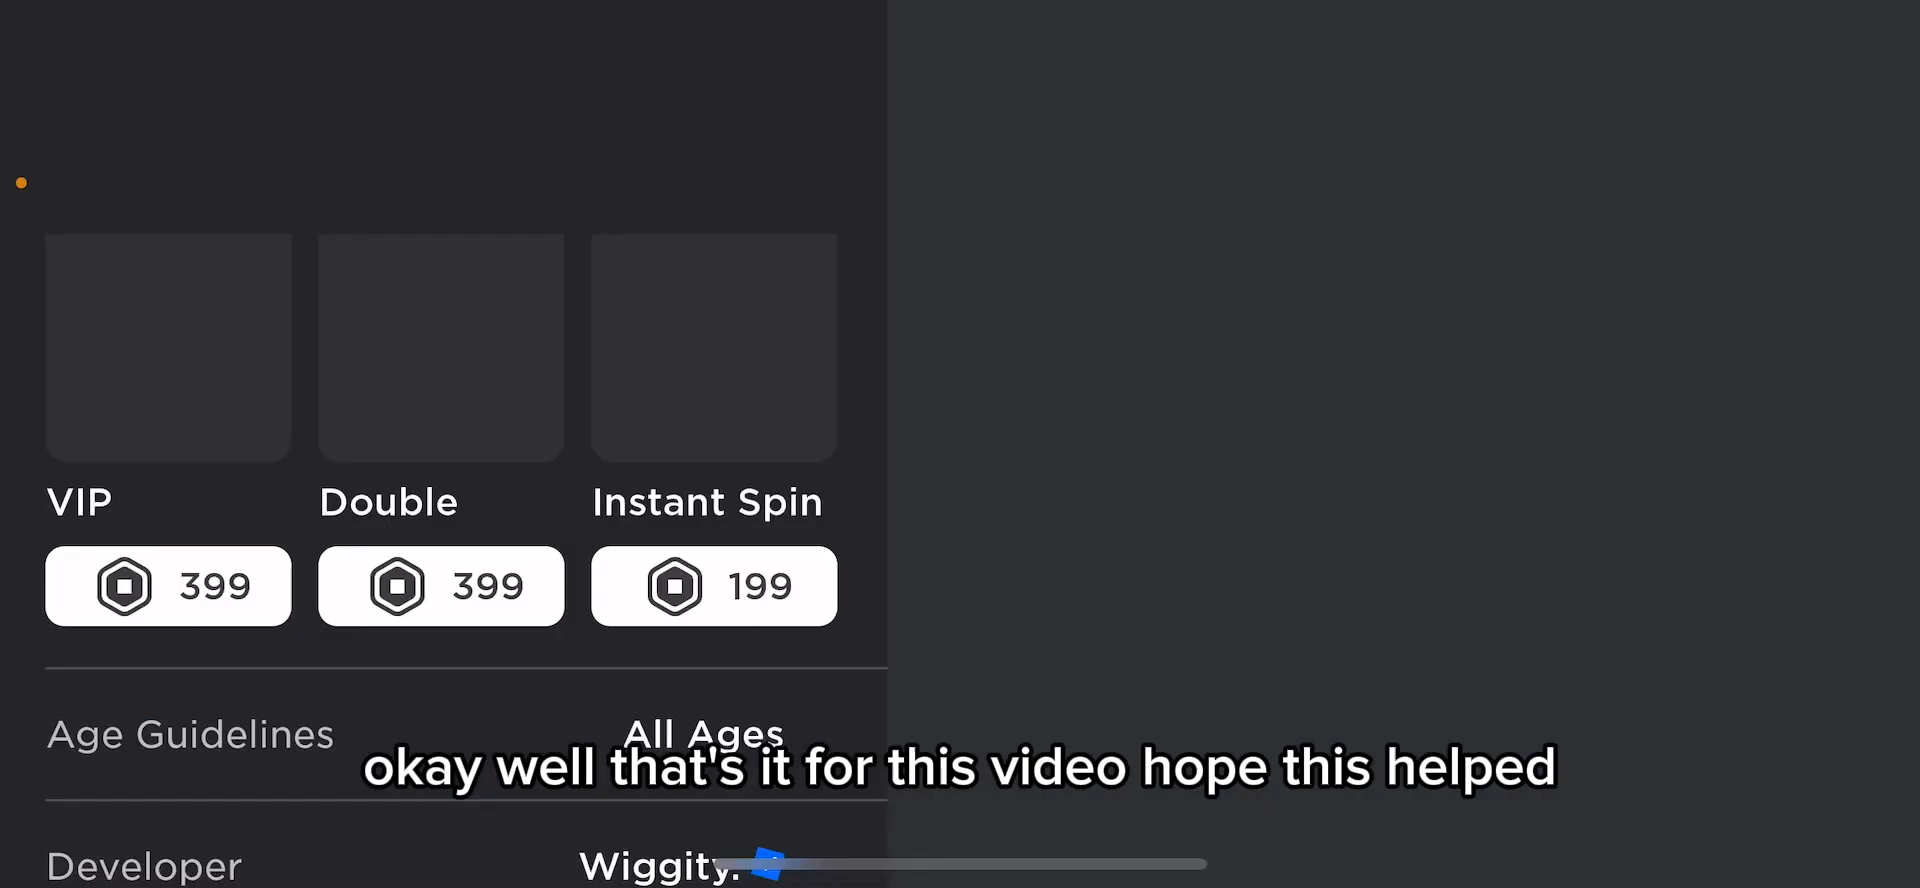 VIP
Double
Instant Spin
399
399
199
Age Guidelines
All Ages
okay well that's it for this video hope this helped
Developer
Wiggity.